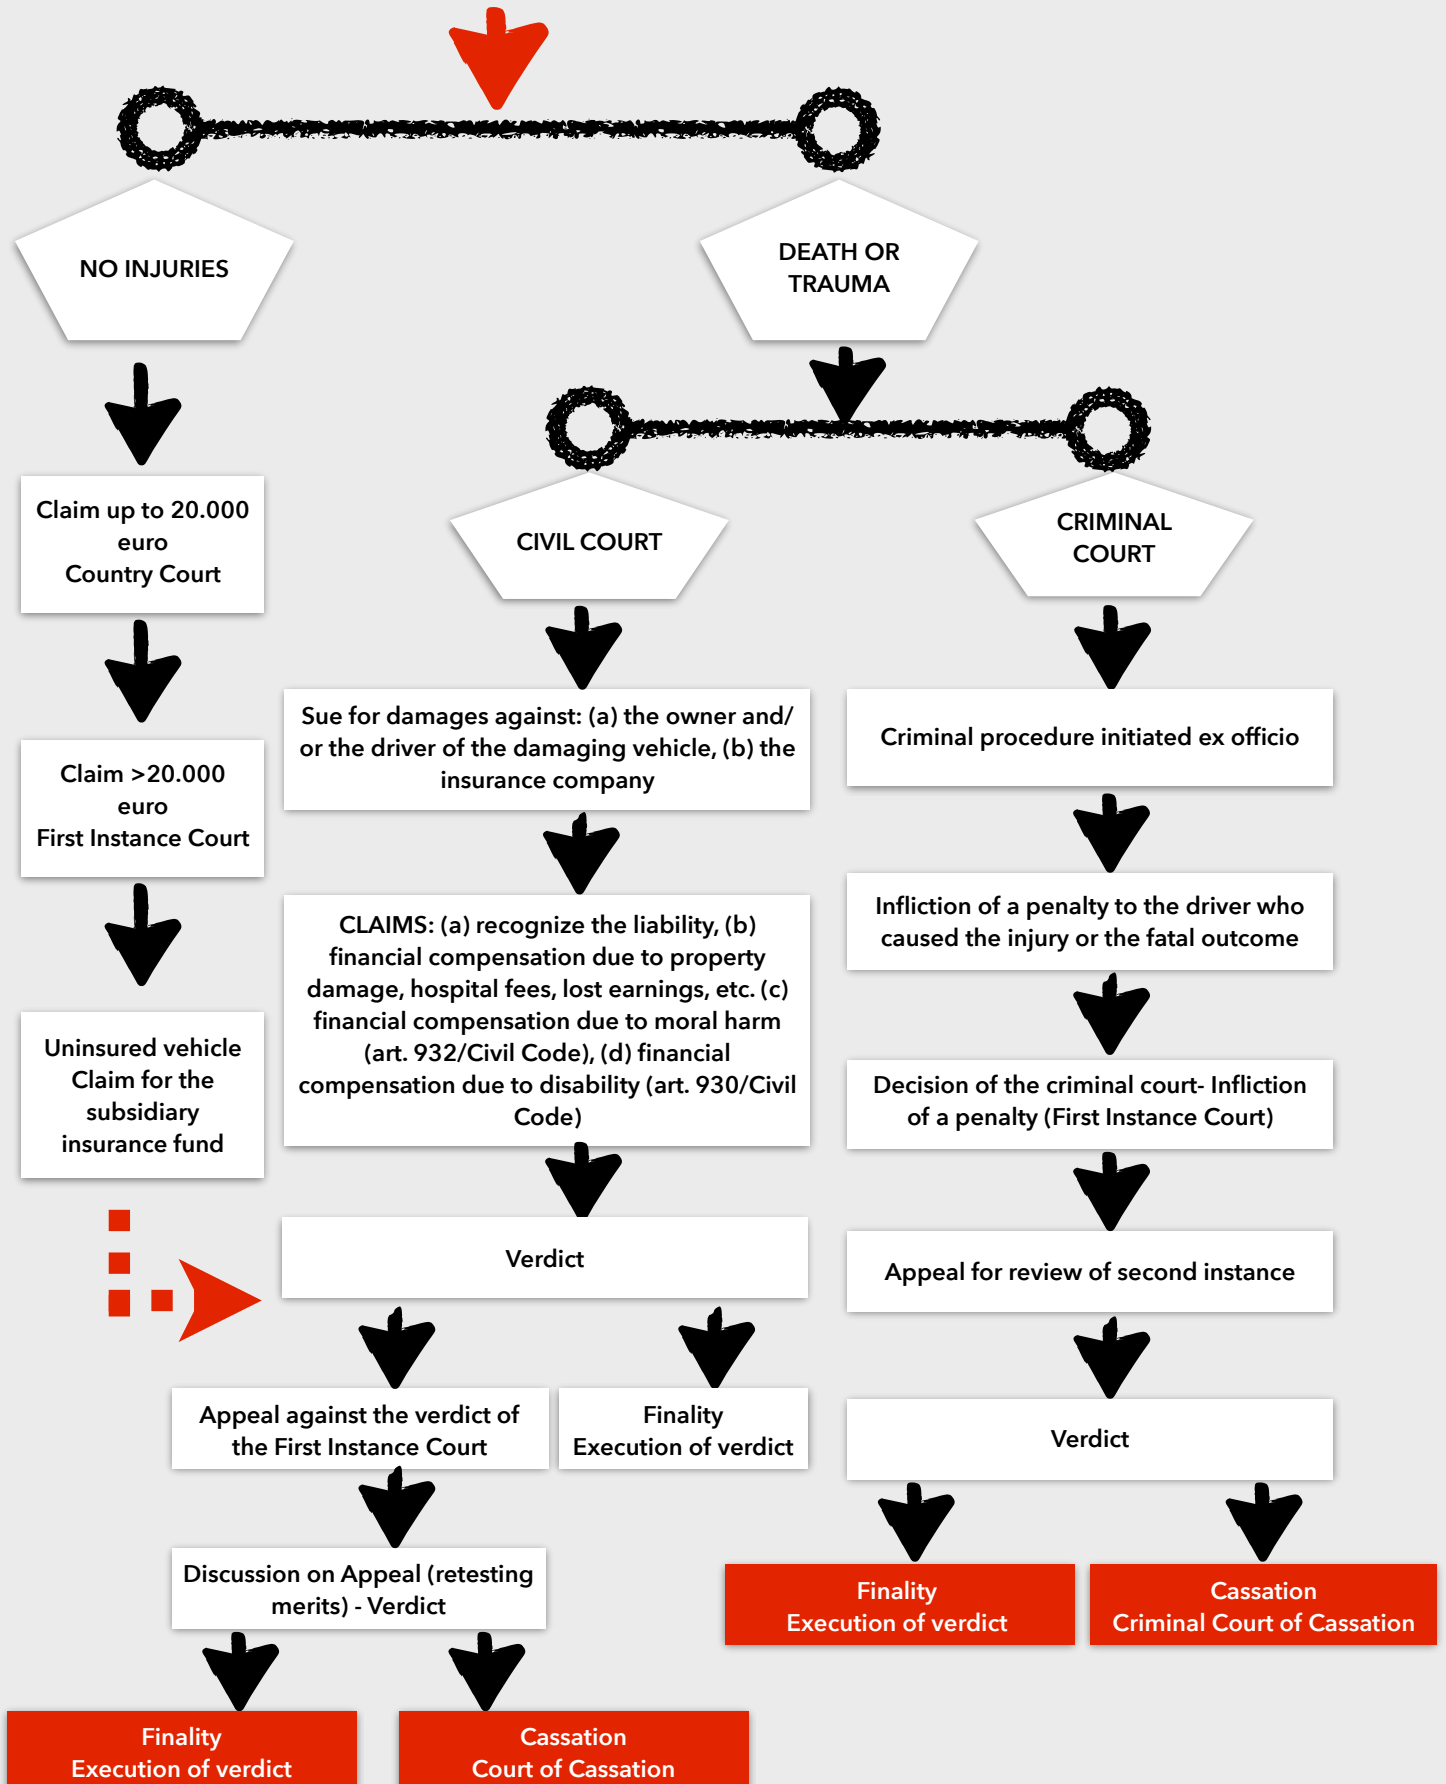 NO INJURIES
DEATH OR
TRAUMA
Claim up to 20.000
euro
Country Court
Claim >20.000
euro
First Instance Court
Uninsured vehicle
Claim for the
subsidiary
insurance fund
CIVIL COURT
Sue for damages against: (a) the owner and/
or the driver of the damaging vehicle, (b) the
insurance company
CLAIMS: (a) recognize the liability, (b)
financial compensation due to property
damage, hospital fees, lost earnings, etc. (c)
financial compensation due to moral harm
(art. 932/Civil Code), (d) financial
compensation due to disability (art. 930/Civil
Code)
Verdict
Appeal against the verdict of
the First Instance Court
Finality
Execution of verdict
Discussion on Appeal (retesting
merits) - Verdict
Finality
Execution of verdict
Cassation
Court of Cassation
CRIMINAL
COURT
Criminal procedure initiated ex officio
Infliction of a penalty to the driver who
caused the injury or the fatal outcome
Decision of the criminal court- Infliction
of a penalty (First Instance Court)
Appeal for review of second instance
Verdict
Finality
Execution of verdict
Cassation
Criminal Court of Cassation